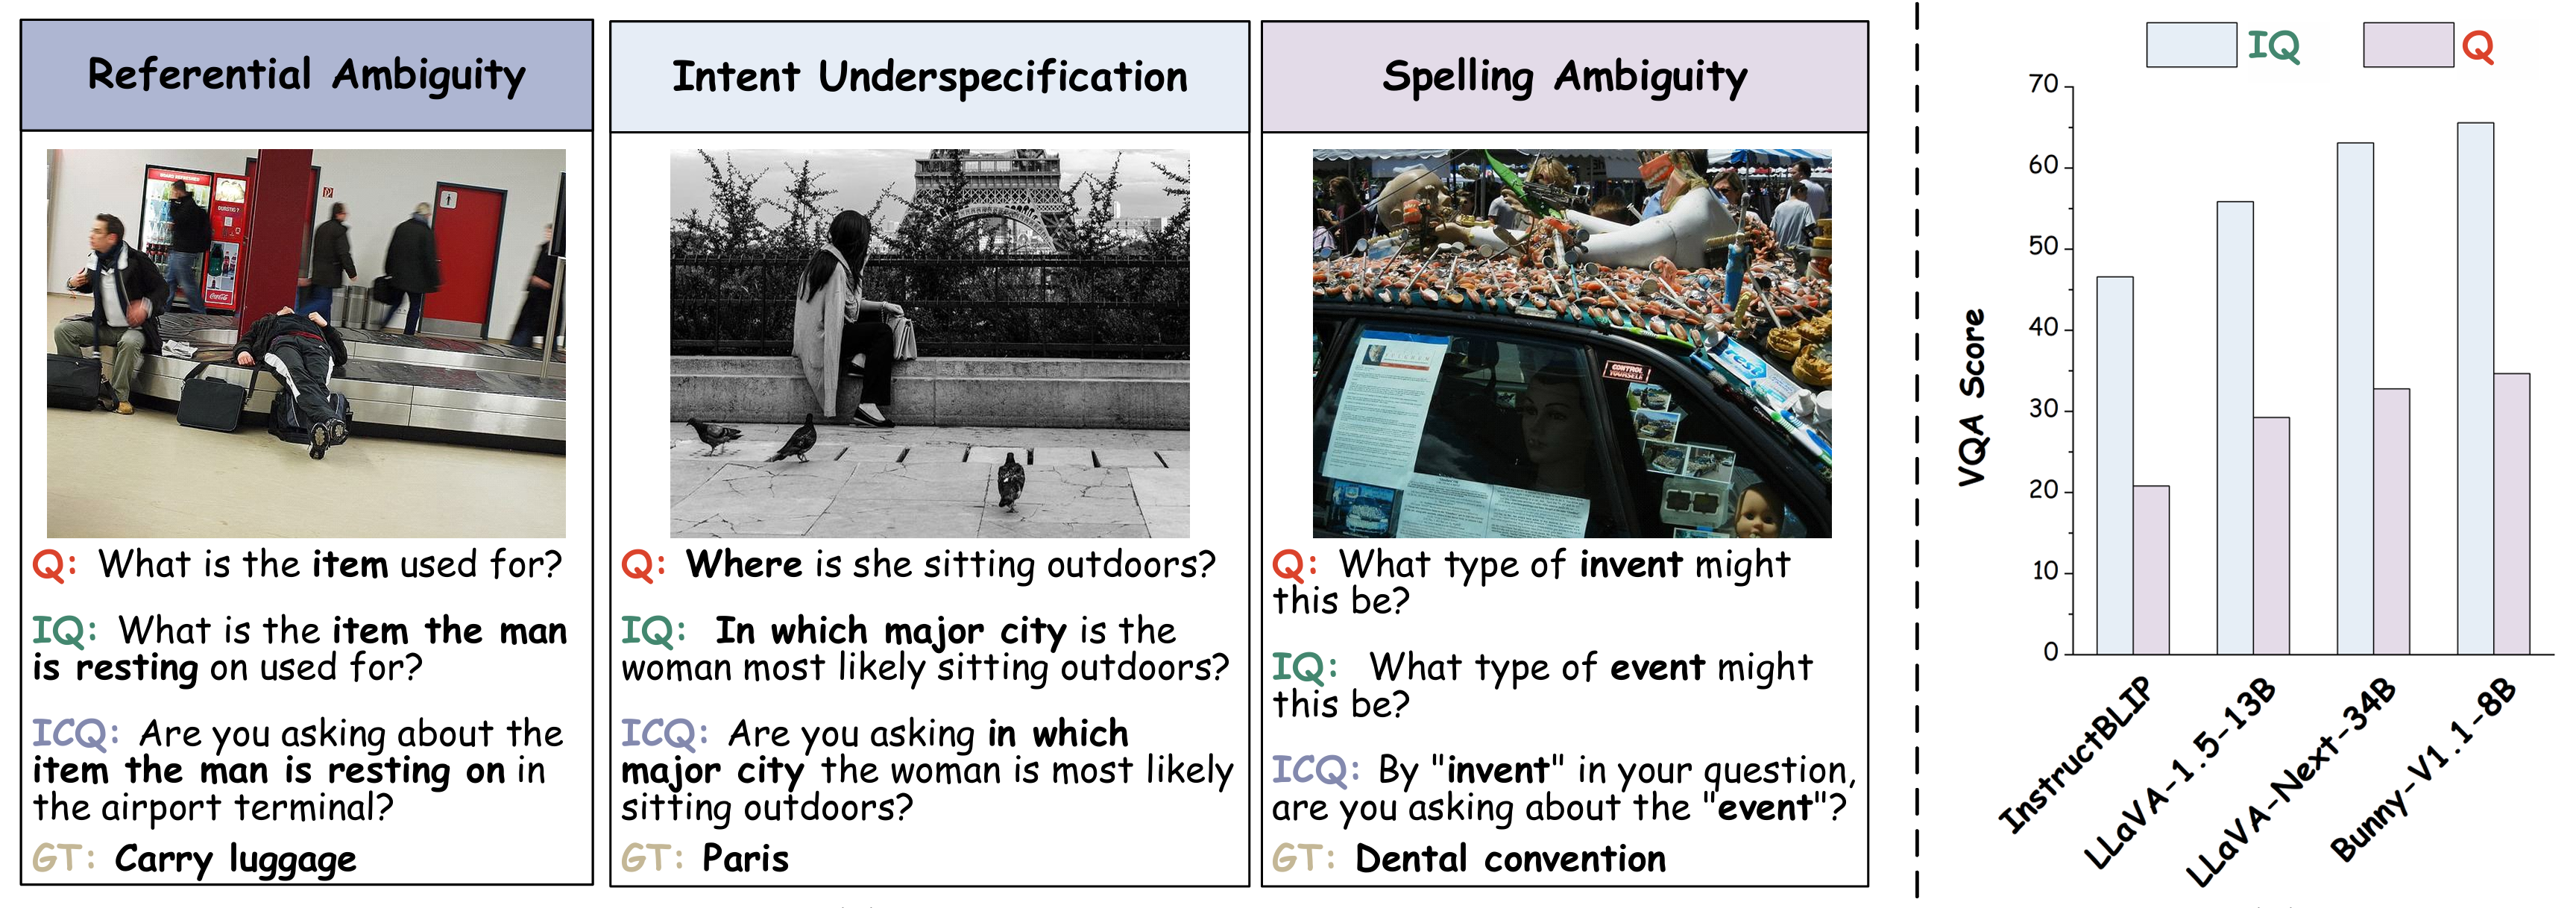 Referential Ambiguity
Q: What is the item used for?
IQ: What is the item the man
is resting on used for?
ICQ: Are you asking about the
item the man is resting on in
the airport terminal?
GT: Carry luggage
Intent Underspecification
Q: Where is she sitting outdoors?
IQ: In which major city is the
woman most likely sitting outdoors?
ICQ: Are you asking in which
major city the woman is most likely
sitting outdoors?
GT: Paris
Spelling Ambiguity
CONTROL
YOURSELF
Q: What type of invent might
this be?
IQ: What type of event might
this be?
ICQ: By "invent" in your question,
are you asking about the "event"?
GT: Dental convention
IQ
Q
VQA Score
70
60
50
40
30
20
10
0
InstructBLIP
LLaVA-1.5-13B
LLaVA-Next-34B
Bunny-V1.1-8B